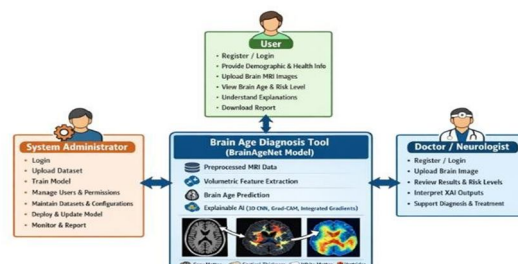 User
• Register / Login
• Provide Demographic & Health Info
• Upload Brain MRI Images
• View Brain Age & Risk Level
• Understand Explanations
• Download Report
System Administrator
• Login
• Upload Dataset
• Train Model
• Manage Users & Permissions
• Maintain Datasets & Configurations
• Deploy & Update Model
• Monitor & Report
Brain Age Diagnosis Tool
(BrainAgeNet Model)
Preprocessed MRI Data
Volumetric Feature Extraction
Brain Age Prediction
Explainable AI (3D CNN, Grad-CAM, Integrated Gradients)
Doctor / Neurologist
• Register / Login
• Upload Brain Image
• Review Results & Risk Levels
• Interpret XAI Outputs
• Support Diagnosis & Treatment